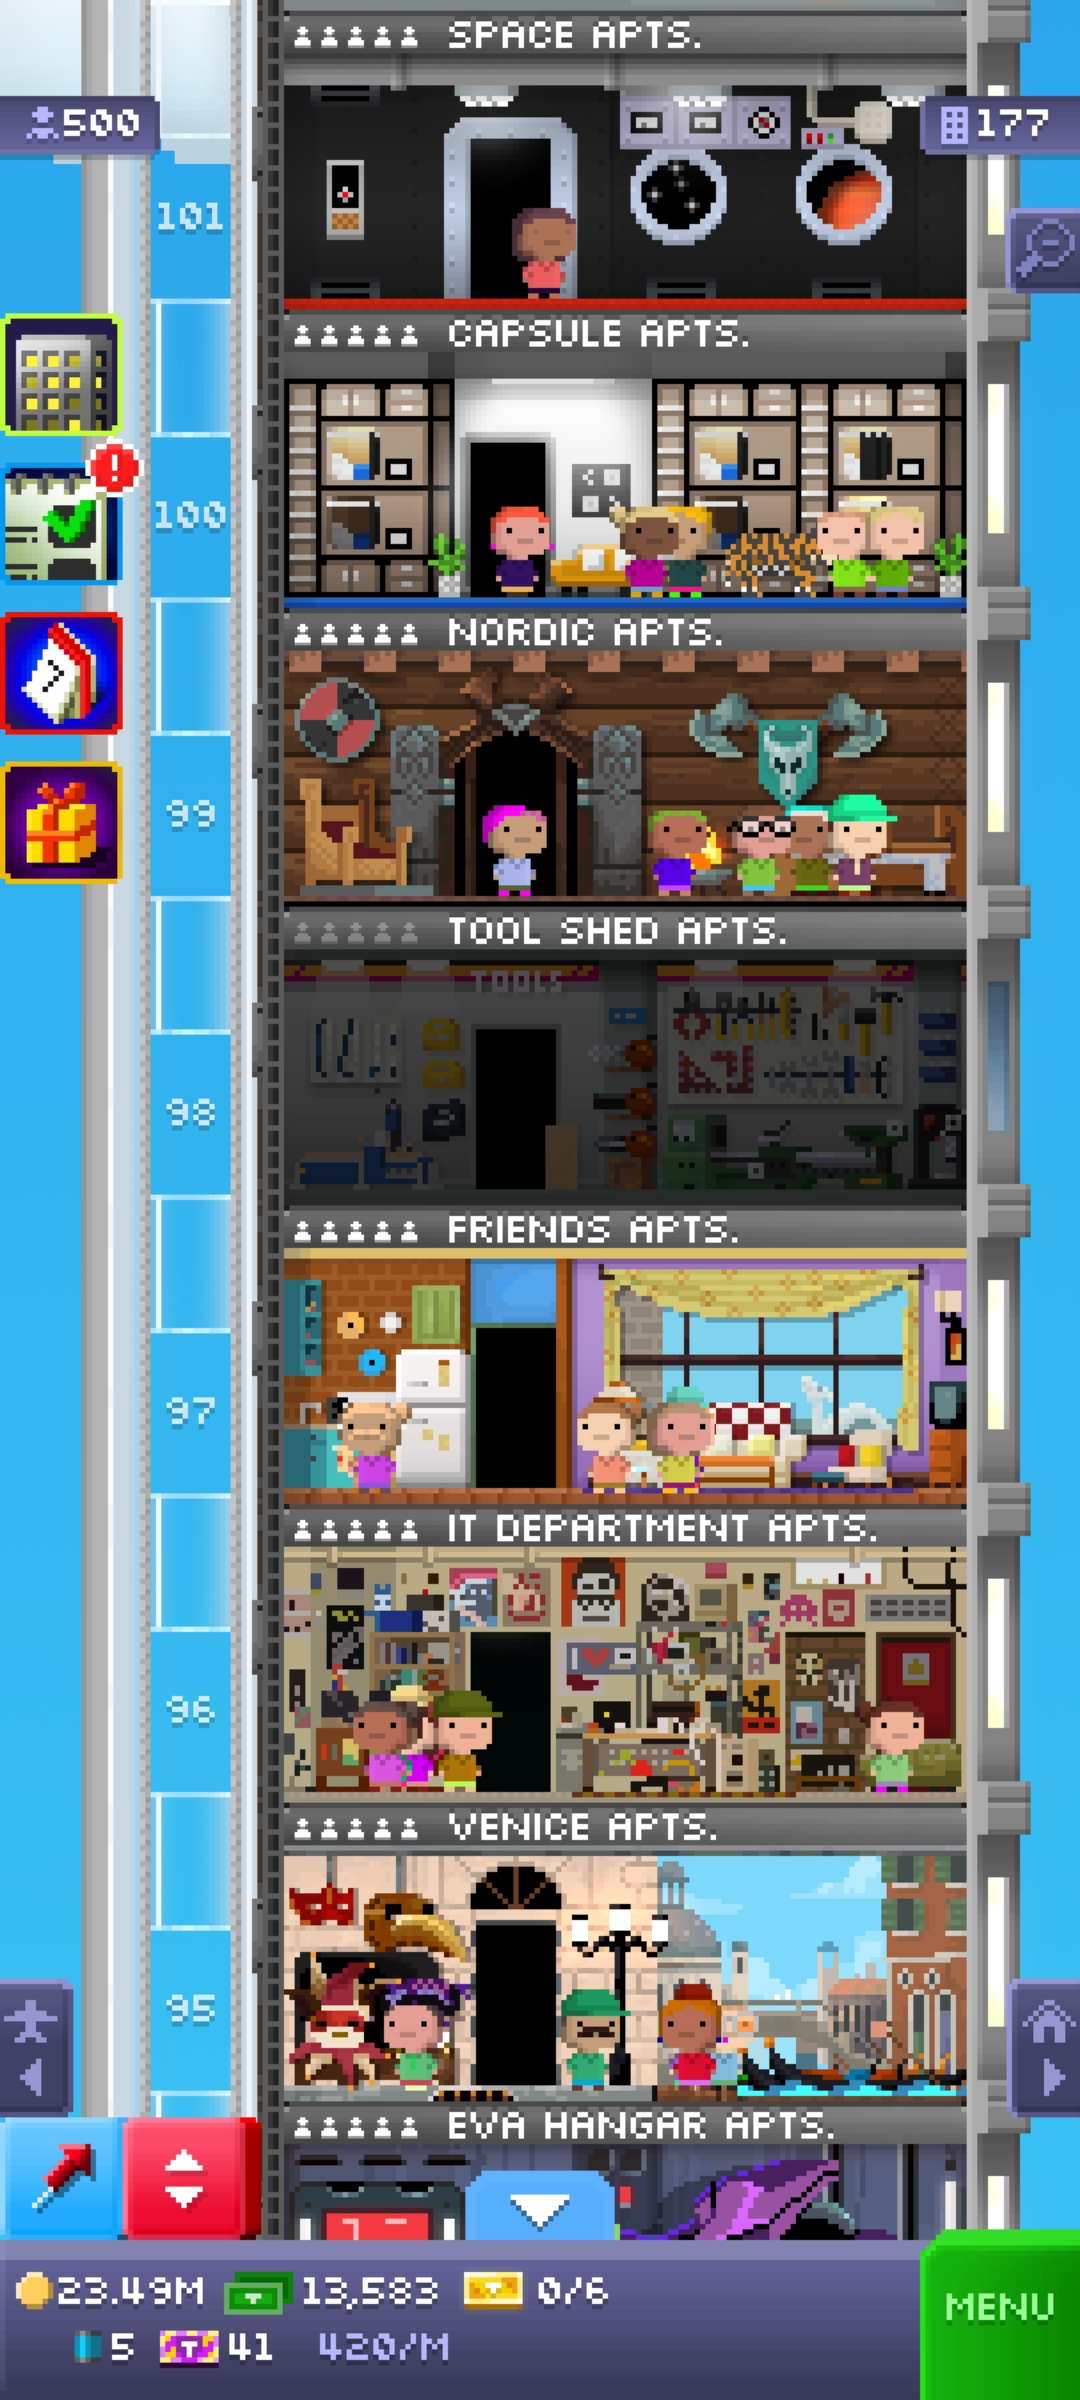 SPACE APTS.
500
177
101
CAPSULE APTS.
100
NORDIC APTS.
7
99
TOOL SHED APTS.
TOOLS
98
FRIENDS APTS.
97
IT DEPARTMENT APTS.
96
VENICE APTS.
95
EVA HANGAR APTS.
23.49M 13,583 0/6
MENU
5 T 41 420/M